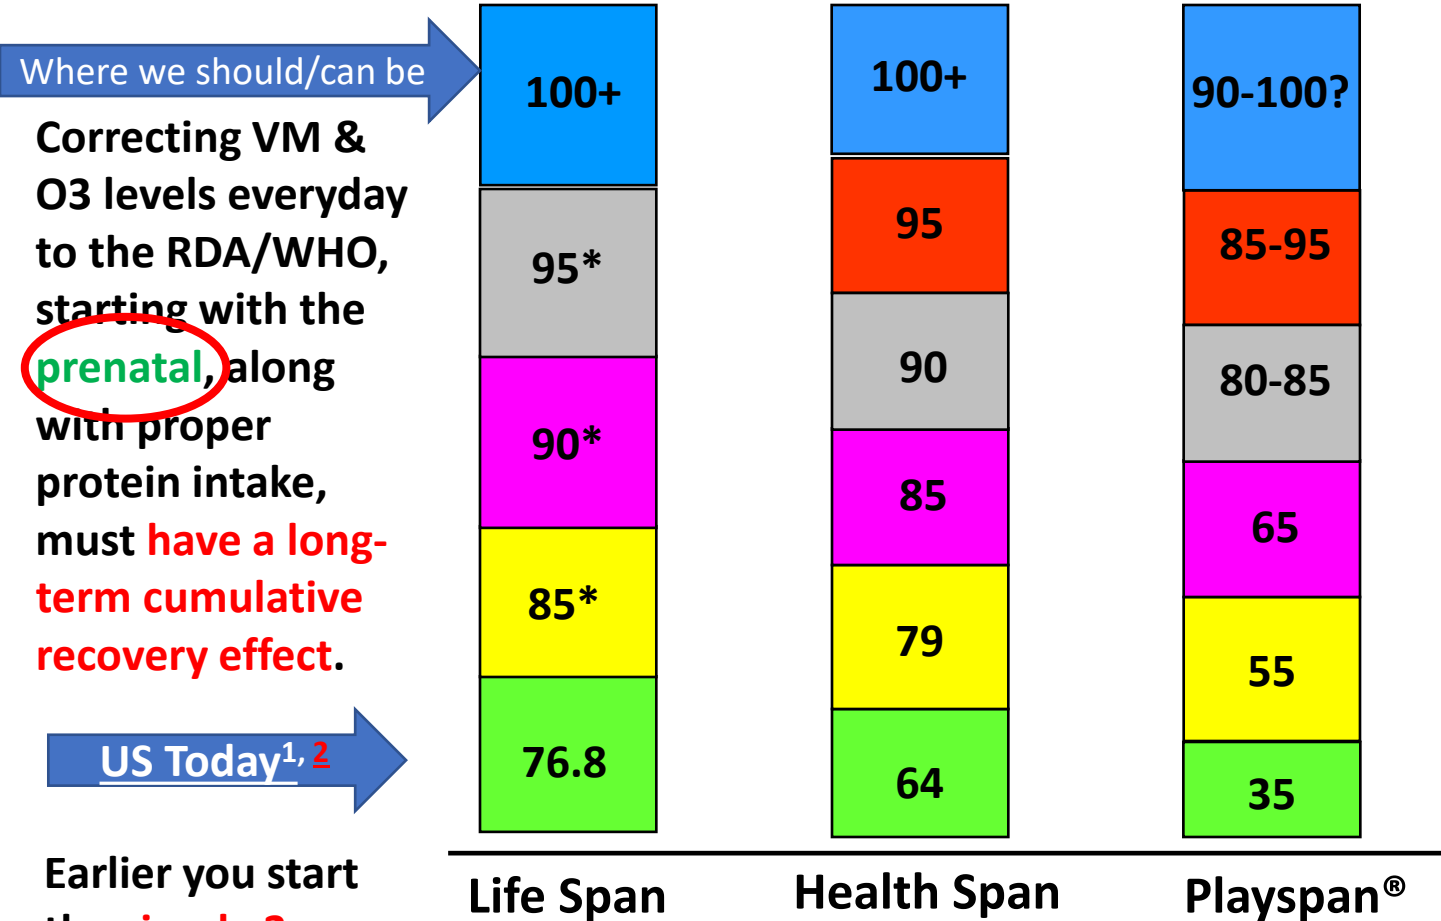 Where we should/can be
Correcting VM &
O3 levels everyday
to the RDA/WHO,
starting with the
prenatal, along
with proper
protein intake,
must have a long-
term cumulative
recovery effect.
US Today1, 2
Earlier you start
100+
95*
90*
85*
76.8
Life Span
100+
95
90
85
79
64
Health Span
90-100?
85-95
80-85
65
55
35
Playspan®